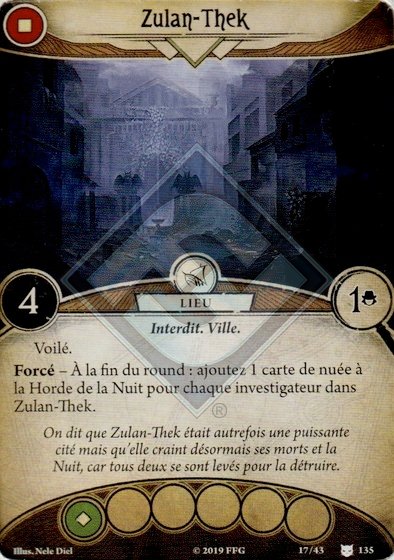 Zulan-Thek
4
LIEU
1
Interdit. Ville.
Voilé.
Forcé – À la fin du round : ajoutez 1 carte de nuée à
la Horde de la Nuit pour chaque investigateur dans
Zulan-Thek.
®
On dit que Zulan-Thek était autrefois une puissante
cité mais qu'elle craint désormais ses morts et la
Nuit, car tous deux se sont levés pour la détruire.
Illus. Nele Diel
© 2019 FFG
17/43
135